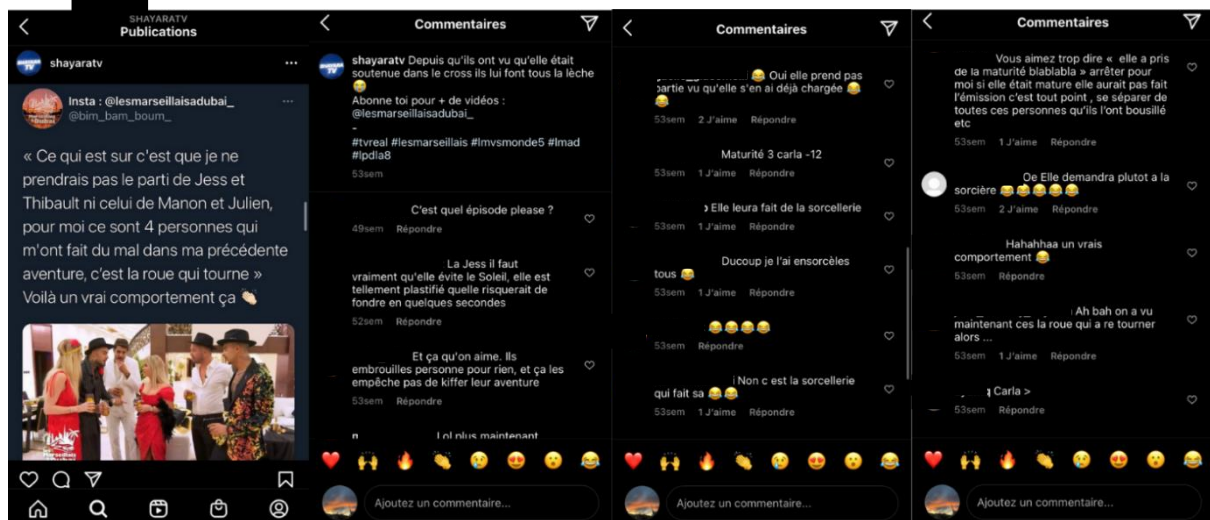 SHAYARATV
Publications
shayaratv
Insta : @lesmarseillaisadubai_
@bim_bam_boum_
« Ce qui est sur c'est que je ne
prendrais pas le parti de Jess et
Thibault ni celui de Manon et Julien,
pour moi ce sont 4 personnes qui
m'ont fait du mal dans ma précédente
aventure, c'est la roue qui tourne »
Voilà un vrai comportement ça 👏
Commentaires
shayaratv Depuis qu'ils ont vu qu'elle était
soutenue dans le cross ils lui font tous la lèche
😭
Abonne toi pour + de vidéos :
@lesmarseillaisadubai_
-
#tvreal #lesmarseillais #lmvsmonde5 #lmad
#lpdla8
53sem
C'est quel épisode please ?
49sem Répondre
La Jess il faut
vraiment qu'elle évite le Soleil, elle est
tellement plastifié quelle risquerait de
fondre en quelques secondes
52sem Répondre
Et ça qu'on aime. Ils
embrouilles personne pour rien, et ça les
empêche pas de kiffer leur aventure
53sem Répondre
Lol plus maintenant
❤️ 🙌 🔥 👏 😢 😍 😮 😂
Ajoutez un commentaire...
Commentaires
😂 Oui elle prend pas
partie vu qu'elle s'en ai déjà chargée 😂
😂
53sem 2 J'aime Répondre
Maturité 3 carla -12
53sem 1 J'aime Répondre
Elle leura fait de la sorcellerie
53sem 1 J'aime Répondre
Ducoup je l'ai ensorcèles
tous 😂
53sem 1 J'aime Répondre
😂😂😂😂
53sem Répondre
Non c est la sorcellerie
qui fait sa 😂😂
53sem 1 J'aime Répondre
❤️ 🙌 🔥 👏 😢 😍 😮 😂
Ajoutez un commentaire...
Commentaires
Vous aimez trop dire « elle a pris
de la maturité blablabla » arrêter pour
moi si elle était mature elle aurait pas fait
l'émission c'est tout point , se séparer de
toutes ces personnes qu'ils l'ont bousillé
etc
53sem 1 J'aime Répondre
Oe Elle demandra plutot a la
sorcière 😂😂😂😂😂
53sem 2 J'aime Répondre
Hahahhaa un vrais
comportement 😂
53sem Répondre
Ah bah on a vu
maintenant ces la roue qui a re tourner
alors ...
53sem 1 J'aime Répondre
Carla >
53sem Répondre
❤️ 🙌 🔥 👏 😢 😍 😮 😂
Ajoutez un commentaire...